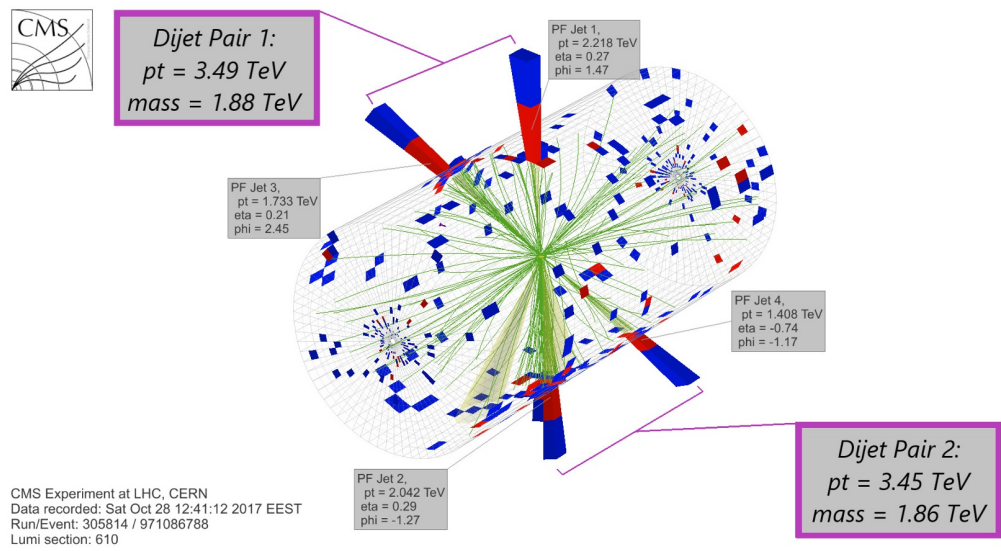 CMS
Dijet Pair 1:
pt = 3.49 TeV
mass = 1.88 TeV
PF Jet 1,
pt = 2.218 TeV
eta = 0.27
phi = 1.47
PF Jet 3,
pt = 1.733 TeV
eta = 0.21
phi = 2.45
PF Jet 4,
pt = 1.408 TeV
eta = -0.74
phi = -1.17
PF Jet 2,
pt = 2.042 TeV
eta = 0.29
phi = -1.27
Dijet Pair 2:
pt = 3.45 TeV
mass = 1.86 TeV
CMS Experiment at LHC, CERN
Data recorded: Sat Oct 28 12:41:12 2017 EEST
Run/Event: 305814 / 971086788
Lumi section: 610